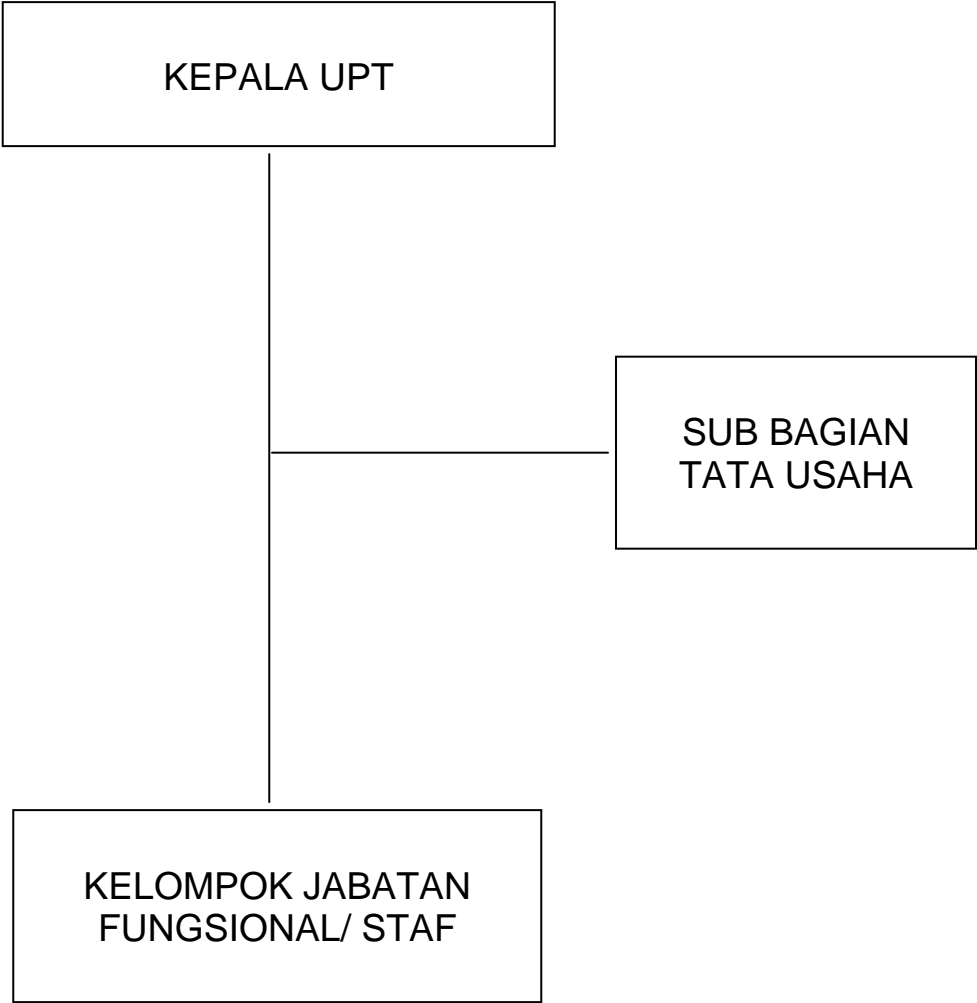 KEPALA UPT
SUB BAGIAN
TATA USAHA
KELOMPOK JABATAN
FUNGSIONAL/ STAF